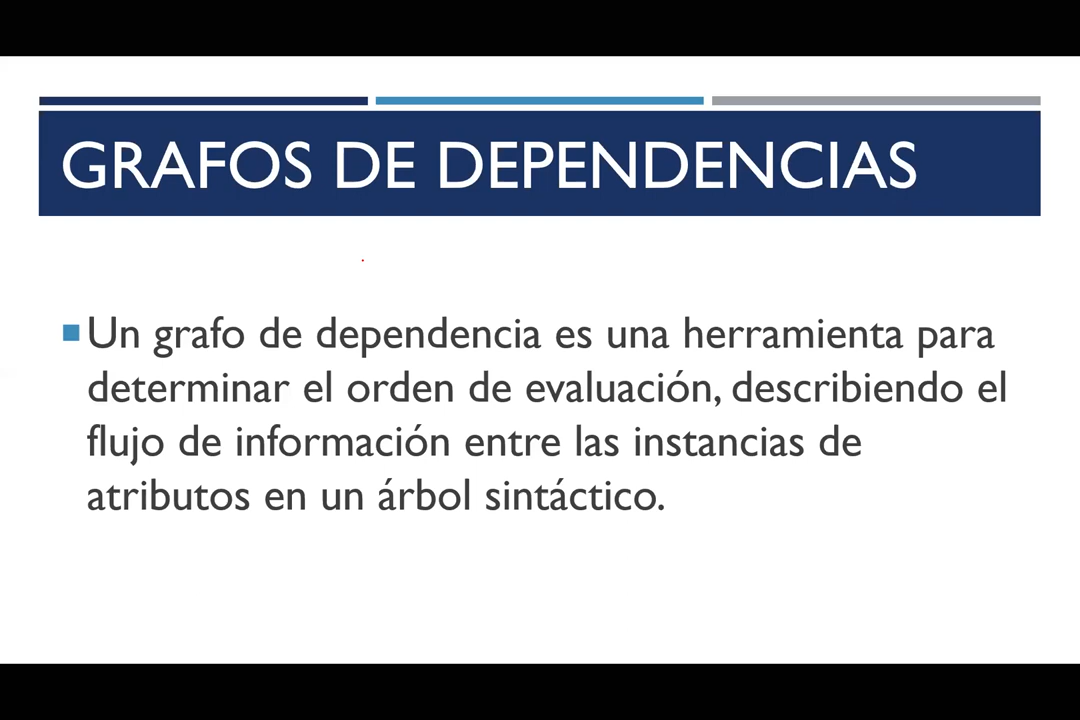 GRAFOS DE DEPENDENCIAS
Un grafo de dependencia es una herramienta para
determinar el orden de evaluación, describiendo el
flujo de información entre las instancias de
atributos en un árbol sintáctico.